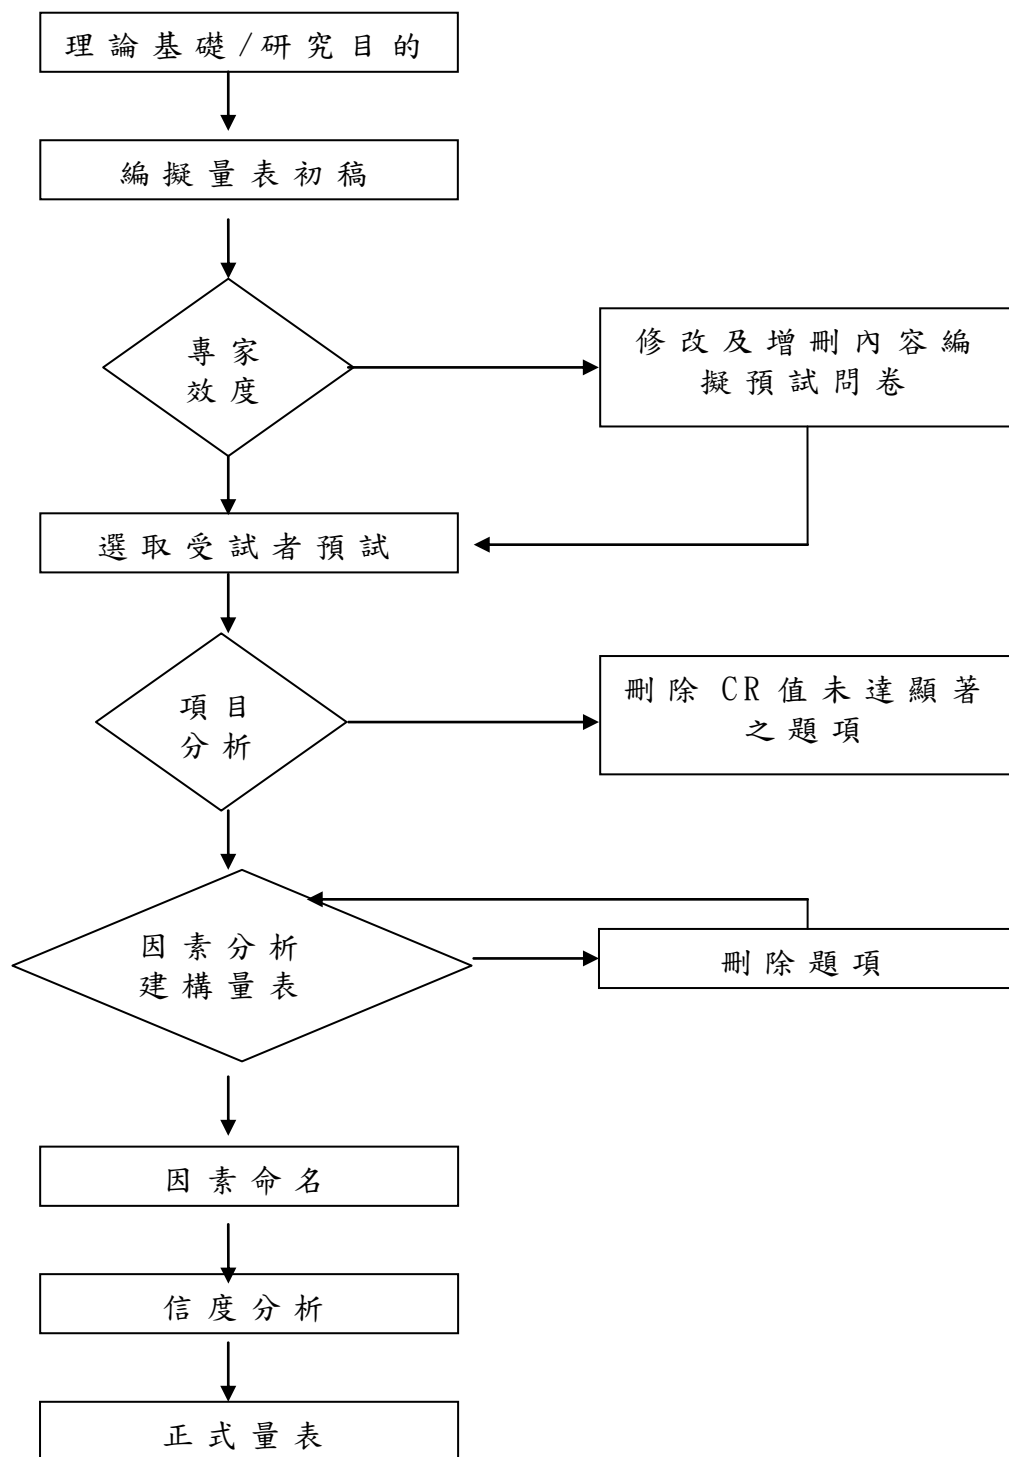 理論基礎/研究目的
編擬量表初稿
專家
效度
修改及增刪內容編
擬預試問卷
選取受試者預試
項目
分析
刪除 CR 值未達顯著
之題項
因素分析
建構量表
刪除題項
因素命名
信度分析
正式量表